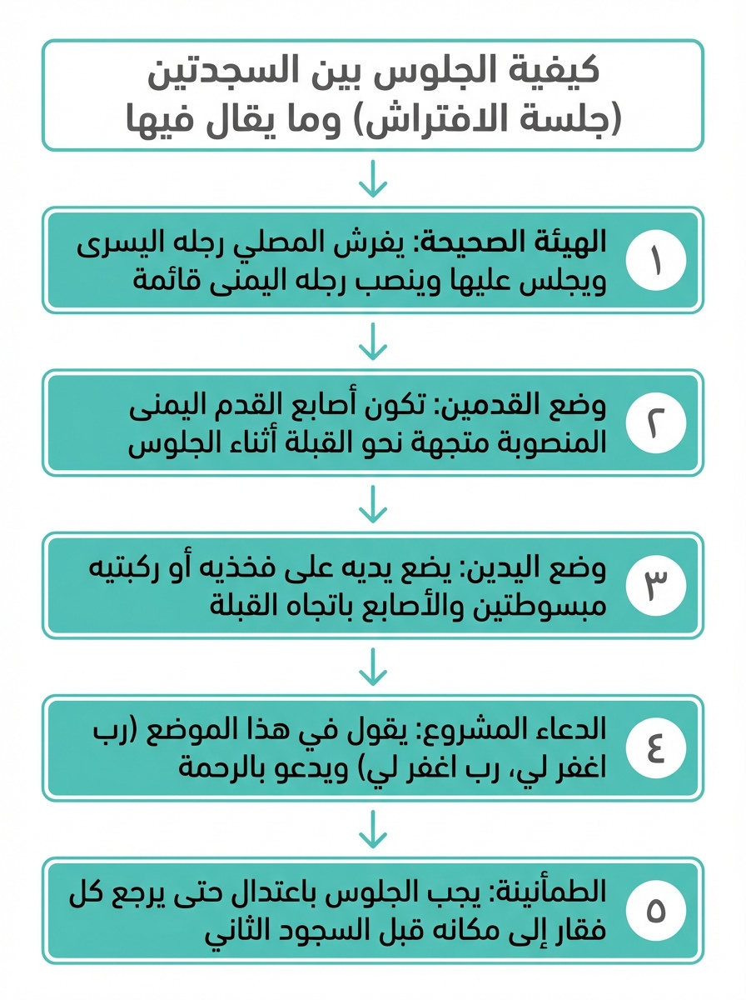 كيفية الجلوس بين السجدتين
(جلسة الافتراش) وما يقال فيها
١
الهيئة الصحيحة: يفرش المصلي رجله اليسرى
ويجلس عليها وينصب رجله اليمنى قائمة
٢
وضع القدمين: تكون أصابع القدم اليمنى
المنصوبة متجهة نحو القبلة أثناء الجلوس
٣
وضع اليدين: يضع يديه على فخذيه أو ركبتيه
مبسوطتين والأصابع باتجاه القبلة
٤
الدعاء المشروع: يقول في هذا الموضع (رب
اغفر لي، رب اغفر لي) ويدعو بالرحمة
٥
الطمأنينة: يجب الجلوس باعتدال حتى يرجع كل
فقار إلى مكانه قبل السجود الثاني